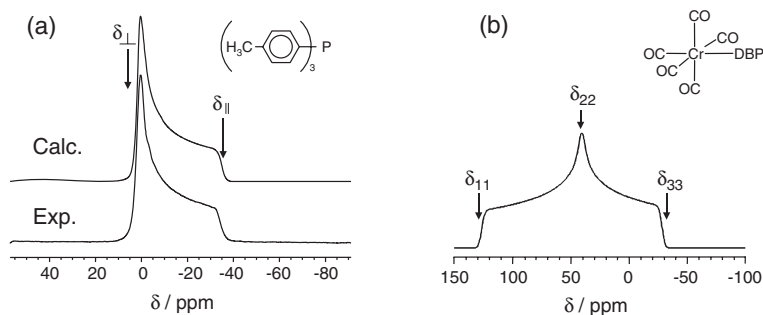 (a)
δ⊥
( H₃C P )₃
δ∥
Calc.
Exp.
40 20 0 -20 -40 -60 -80
δ / ppm
(b)
CO
OC CO
Cr DBP
OC
CO
δ₂₂
δ₁₁
δ₃₃
150 100 50 0 -50 -100
δ / ppm